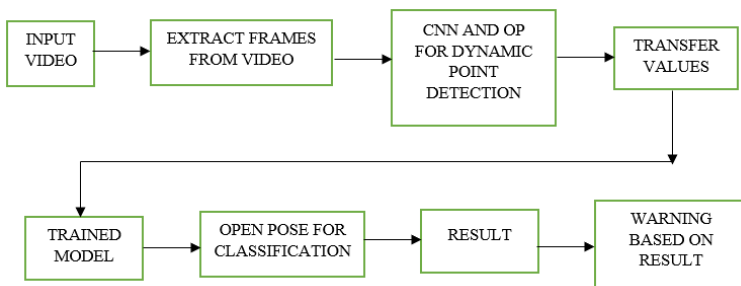 INPUT
VIDEO
EXTRACT FRAMES
FROM VIDEO
CNN AND OP
FOR DYNAMIC
POINT
DETECTION
TRANSFER
VALUES
TRAINED
MODEL
OPEN POSE FOR
CLASSIFICATION
RESULT
WARNING
BASED ON
RESULT